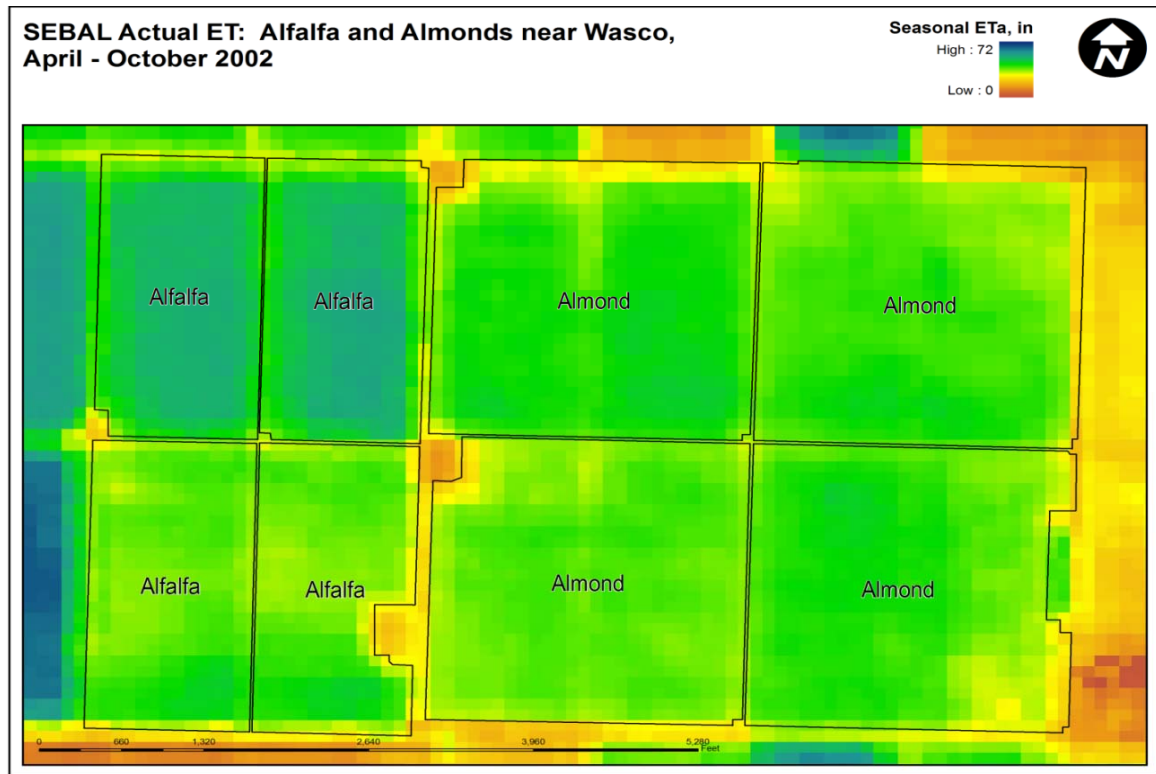 SEBAL Actual ET:  Alfalfa and Almonds near Wasco,
April - October 2002
Seasonal ETa, in
High : 72
Low : 0
N
Alfalfa
Alfalfa
Almond
Almond
Alfalfa
Alfalfa
Almond
Almond
0 660 1,320 2,640 3,960 5,280
Feet